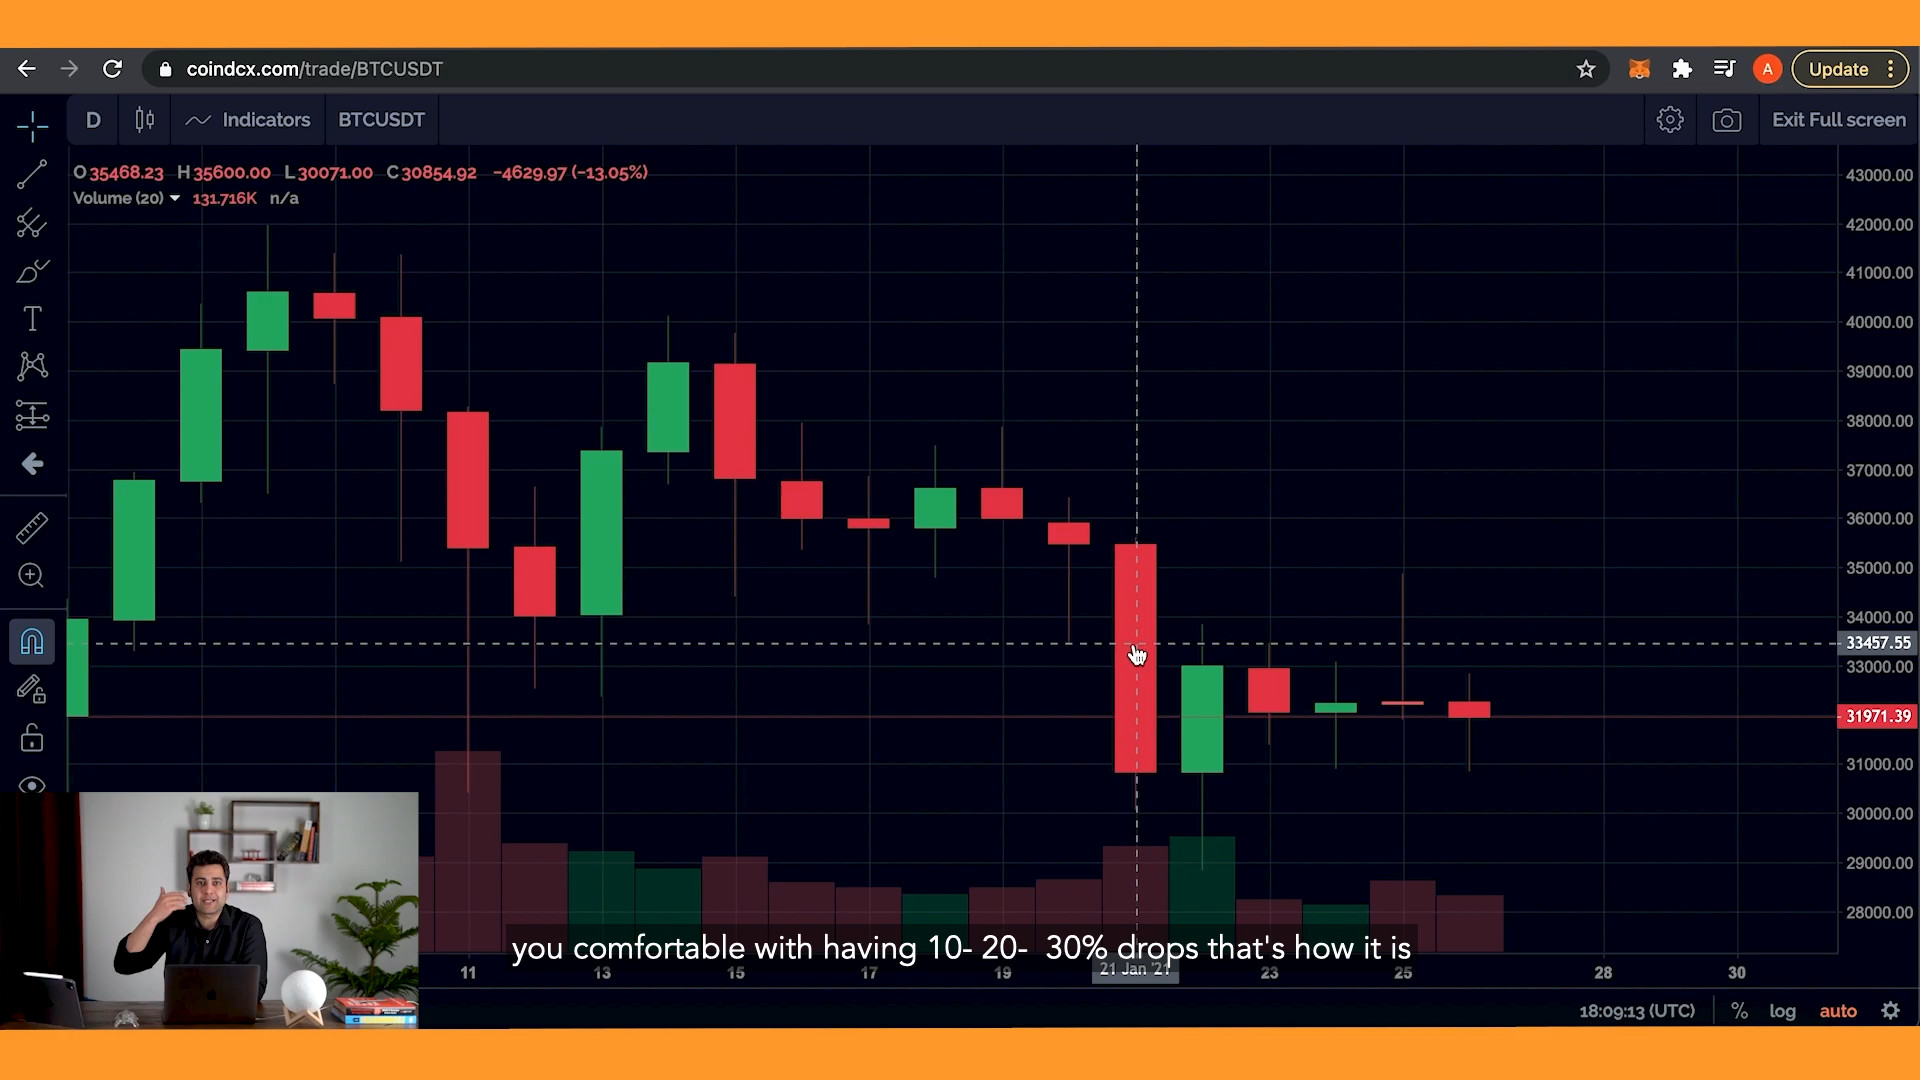 coindcx.com/trade/BTCUSDT
A
Update
D
Indicators
BTCUSDT
Exit Full screen
O35468.23 H35600.00 L30071.00 C30854.92 −4629.97 (−13.05%)
Volume (20) 131.716K n/a
43000.00
42000.00
41000.00
40000.00
39000.00
38000.00
37000.00
36000.00
35000.00
34000.00
33457.55
33000.00
31971.39
31000.00
30000.00
29000.00
28000.00
you comfortable with having 10- 20- 30% drops that's how it is
11 13 15 17 19 21 Jan '21 23 25 28 30
18:09:13 (UTC) % log auto